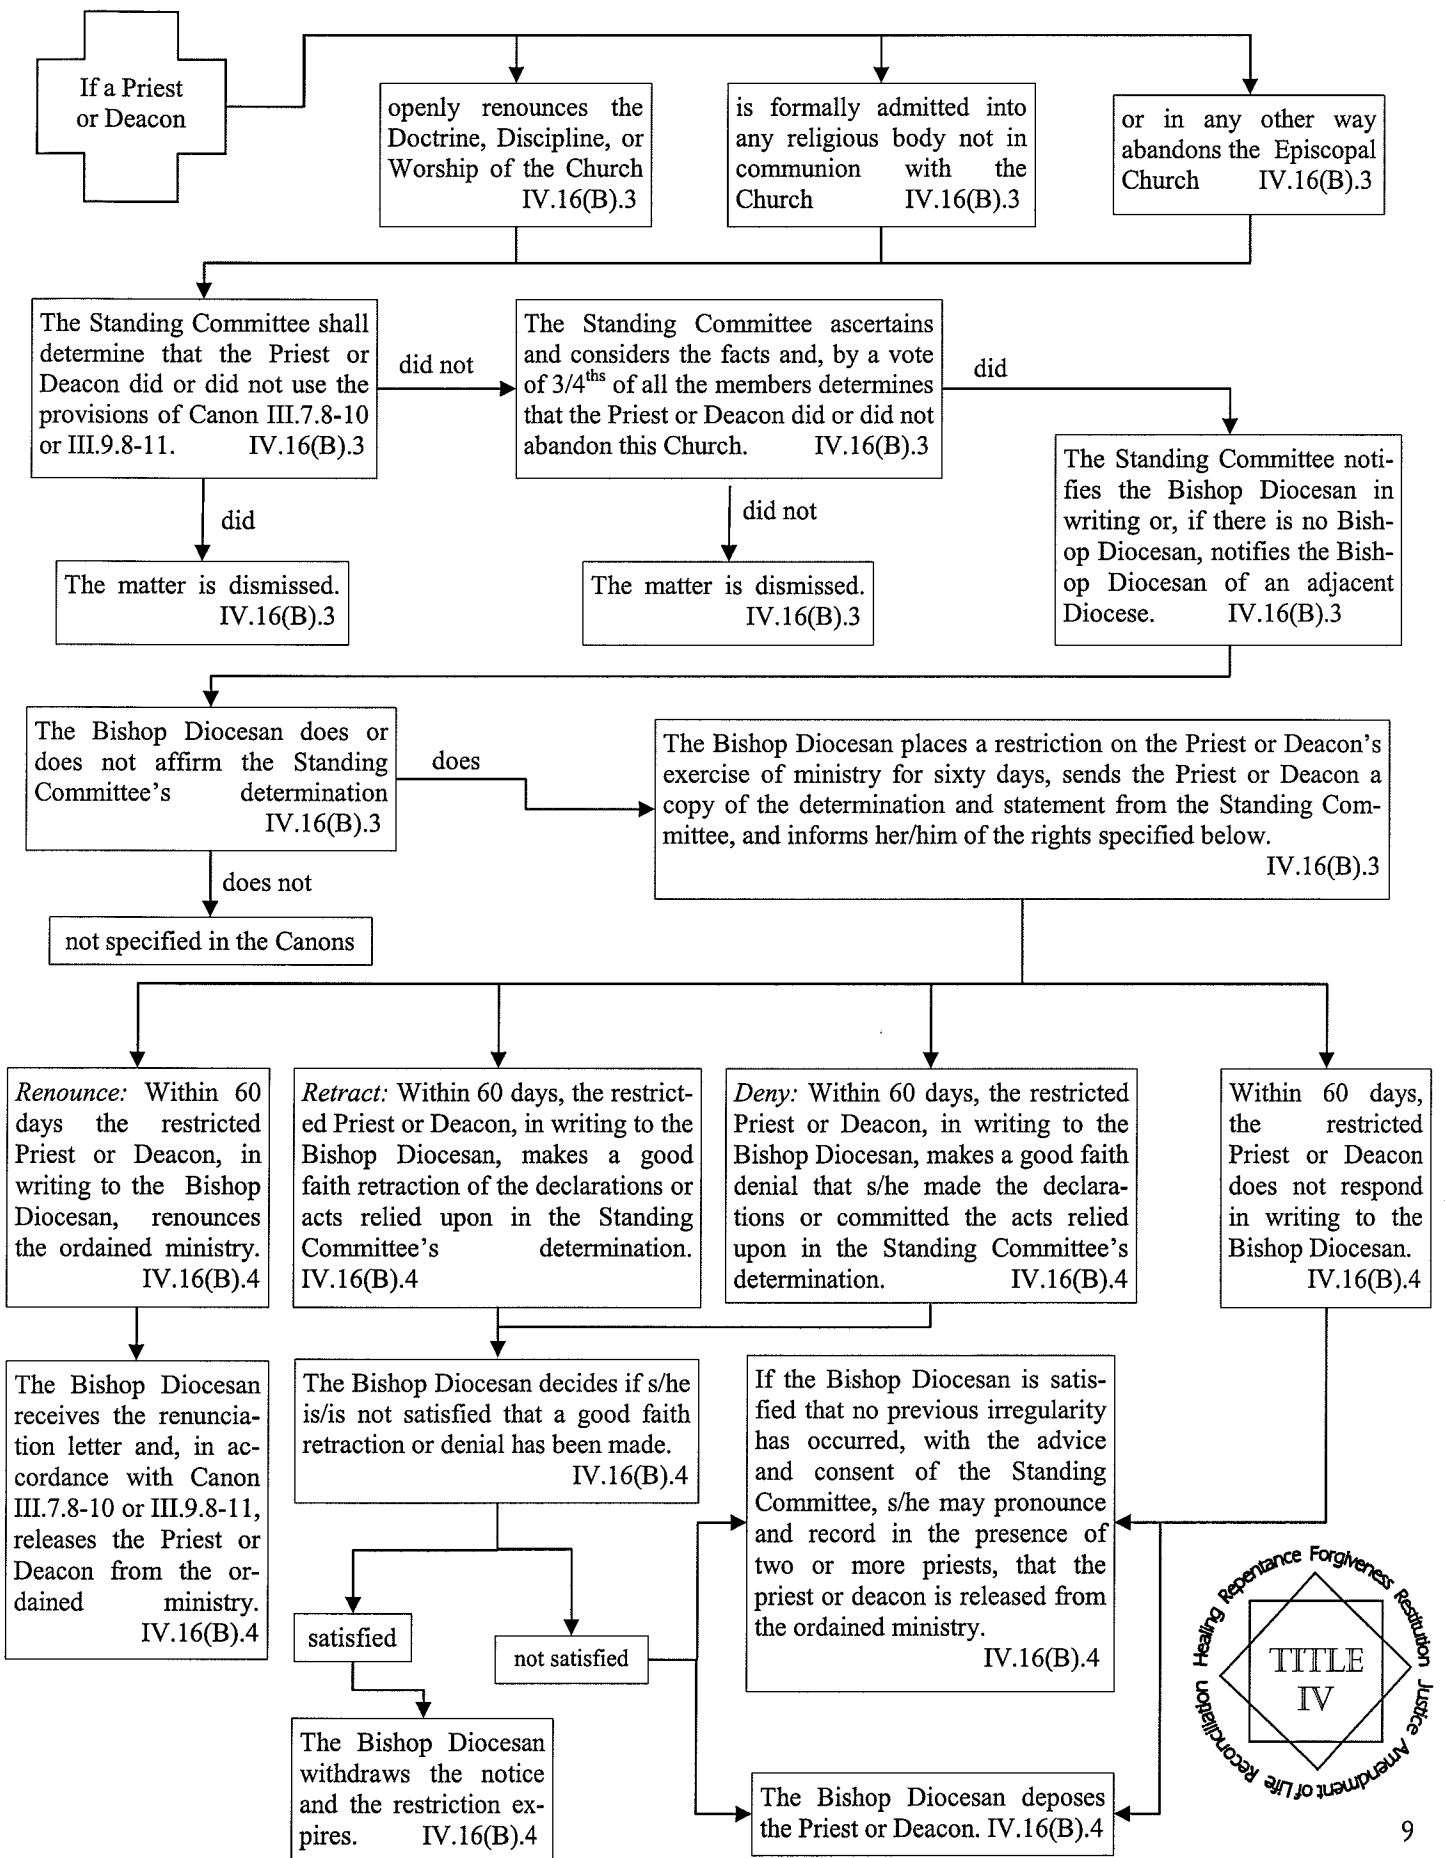 If a Priest
or Deacon
openly renounces the
Doctrine, Discipline, or
Worship of the Church
IV.16(B).3
is formally admitted into
any religious body not in
communion with the
Church IV.16(B).3
or in any other way
abandons the Episcopal
Church IV.16(B).3
The Standing Committee shall
determine that the Priest or
Deacon did or did not use the
provisions of Canon III.7.8-10
or III.9.8-11. IV.16(B).3
did not
The Standing Committee ascertains
and considers the facts and, by a vote
of 3/4ths of all the members determines
that the Priest or Deacon did or did not
abandon this Church. IV.16(B).3
did
The Standing Committee noti-
fies the Bishop Diocesan in
writing or, if there is no Bish-
op Diocesan, notifies the Bish-
op Diocesan of an adjacent
Diocese. IV.16(B).3
did
The matter is dismissed.
IV.16(B).3
did not
The matter is dismissed.
IV.16(B).3
The Bishop Diocesan does or
does not affirm the Standing
Committee's determination
IV.16(B).3
does
The Bishop Diocesan places a restriction on the Priest or Deacon's
exercise of ministry for sixty days, sends the Priest or Deacon a
copy of the determination and statement from the Standing Com-
mittee, and informs her/him of the rights specified below.
IV.16(B).3
does not
not specified in the Canons
Renounce: Within 60
days the restricted
Priest or Deacon, in
writing to the Bishop
Diocesan, renounces
the ordained ministry.
IV.16(B).4
Retract: Within 60 days, the restrict-
ed Priest or Deacon, in writing to the
Bishop Diocesan, makes a good
faith retraction of the declarations or
acts relied upon in the Standing
Committee's determination.
IV.16(B).4
Deny: Within 60 days, the restricted
Priest or Deacon, in writing to the
Bishop Diocesan, makes a good faith
denial that s/he made the declara-
tions or committed the acts relied
upon in the Standing Committee's
determination. IV.16(B).4
Within 60 days,
the restricted
Priest or Deacon
does not respond
in writing to the
Bishop Diocesan.
IV.16(B).4
The Bishop Diocesan
receives the renuncia-
tion letter and, in ac-
cordance with Canon
III.7.8-10 or III.9.8-11,
releases the Priest or
Deacon from the or-
dained ministry.
IV.16(B).4
The Bishop Diocesan decides if s/he
is/is not satisfied that a good faith
retraction or denial has been made.
IV.16(B).4
If the Bishop Diocesan is satis-
fied that no previous irregularity
has occurred, with the advice
and consent of the Standing
Committee, s/he may pronounce
and record in the presence of
two or more priests, that the
priest or deacon is released from
the ordained ministry.
IV.16(B).4
satisfied
not satisfied
The Bishop Diocesan
withdraws the notice
and the restriction ex-
pires. IV.16(B).4
The Bishop Diocesan deposes
the Priest or Deacon. IV.16(B).4
Healing Repentance Forgiveness Restitution Justice Amendment of Life Reconciliation
TITLE
IV
9